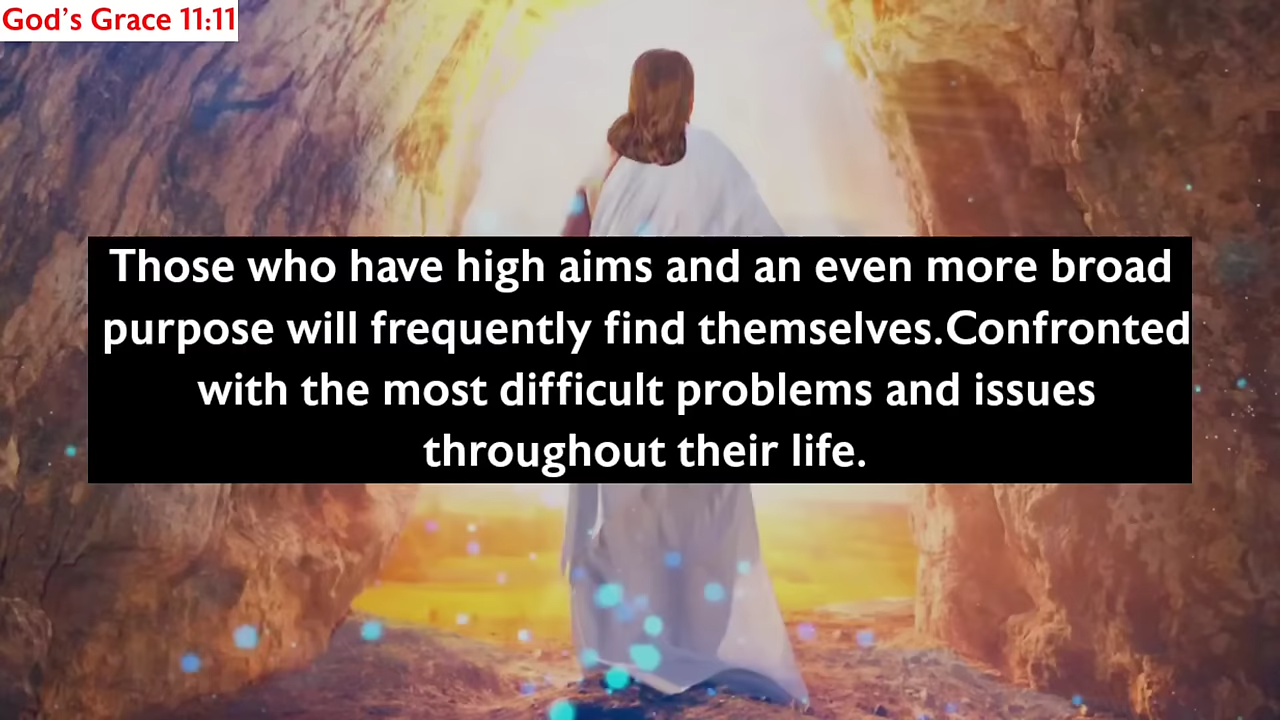 God's Grace 11:11
Those who have high aims and an even more broad
purpose will frequently find themselves.Confronted
with the most difficult problems and issues
throughout their life.